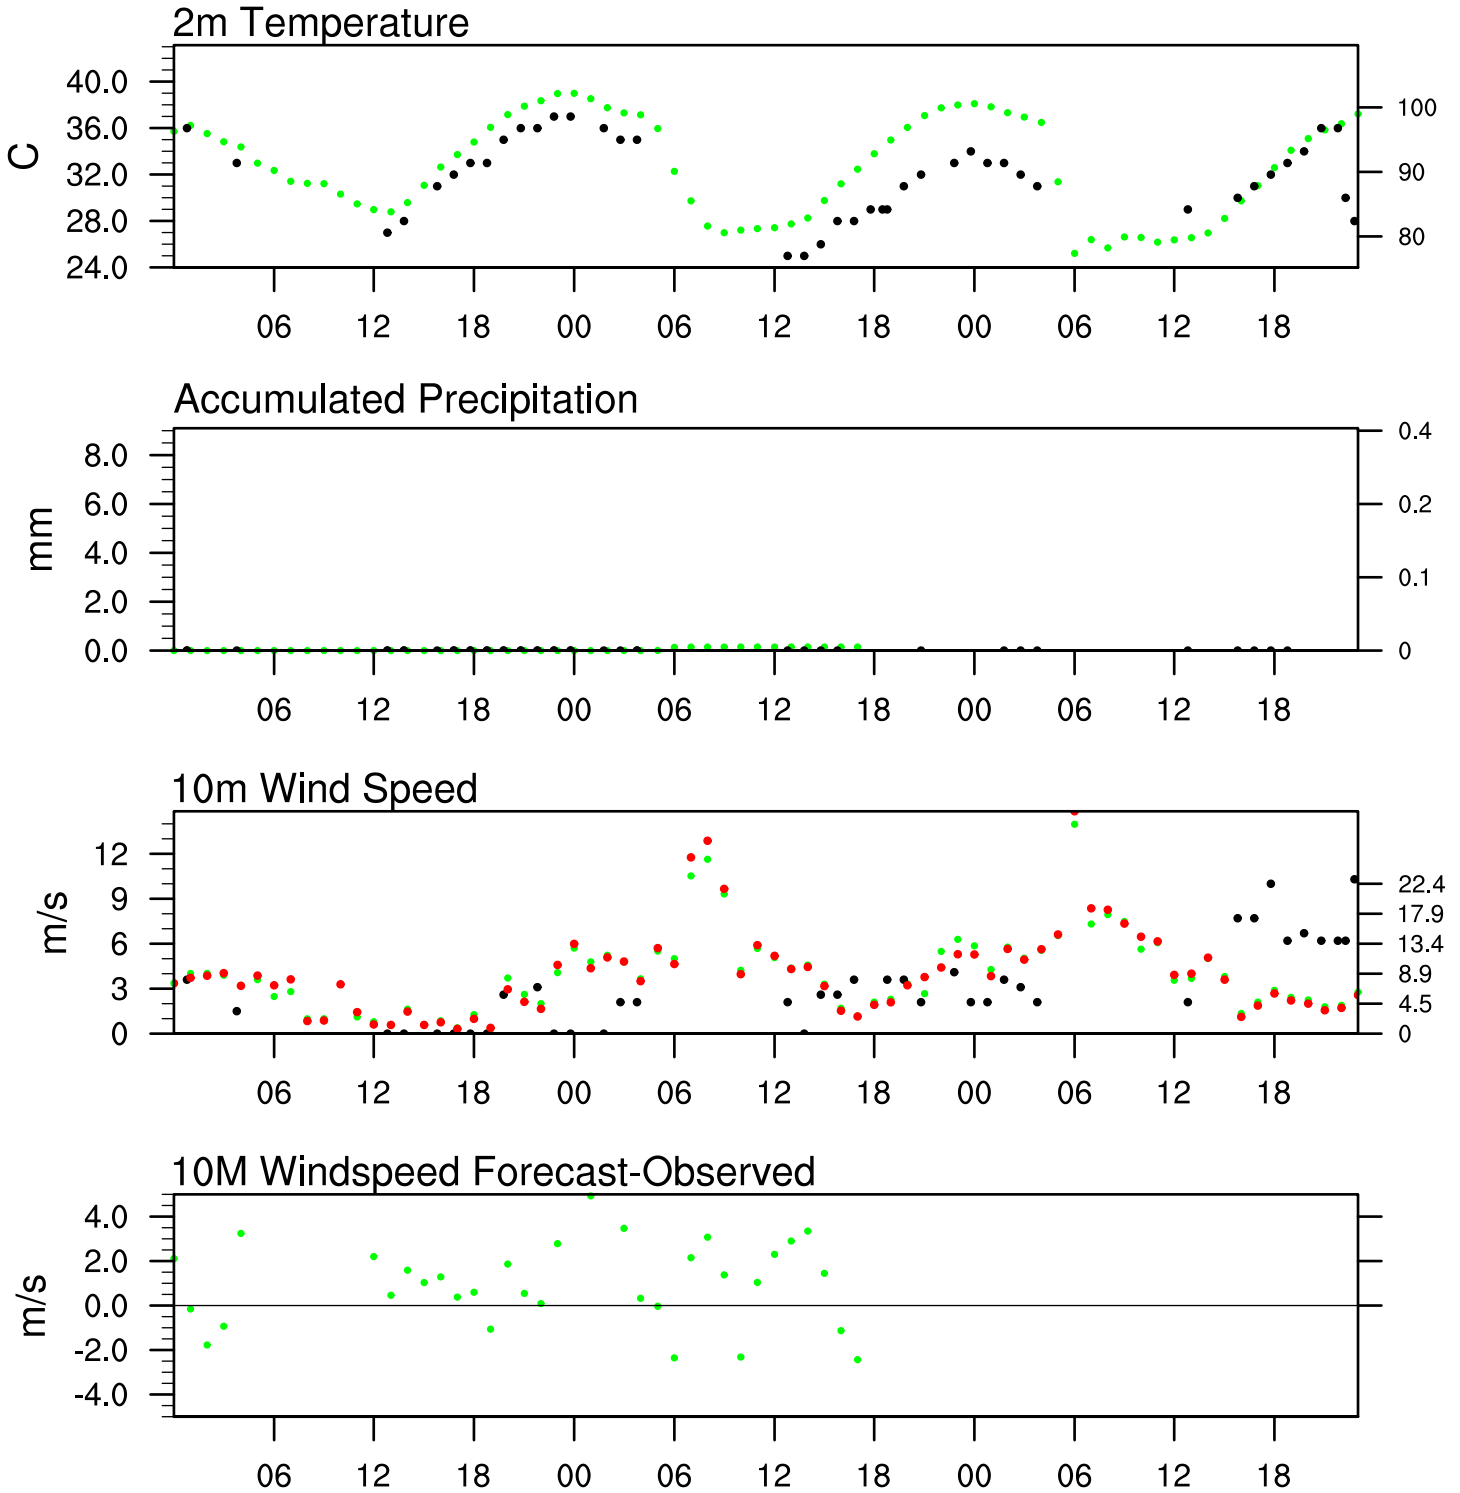 2m Temperature
40.0
36.0
32.0
28.0
24.0
C
100
90
80
06 12 18 00 06 12 18 00 06 12 18
Accumulated Precipitation
8.0
6.0
4.0
2.0
0.0
mm
0.4
0.2
0.1
0
06 12 18 00 06 12 18 00 06 12 18
10m Wind Speed
12
9
6
3
0
m/s
22.4
17.9
13.4
8.9
4.5
0
06 12 18 00 06 12 18 00 06 12 18
10M Windspeed Forecast-Observed
4.0
2.0
0.0
-2.0
-4.0
m/s
06 12 18 00 06 12 18 00 06 12 18